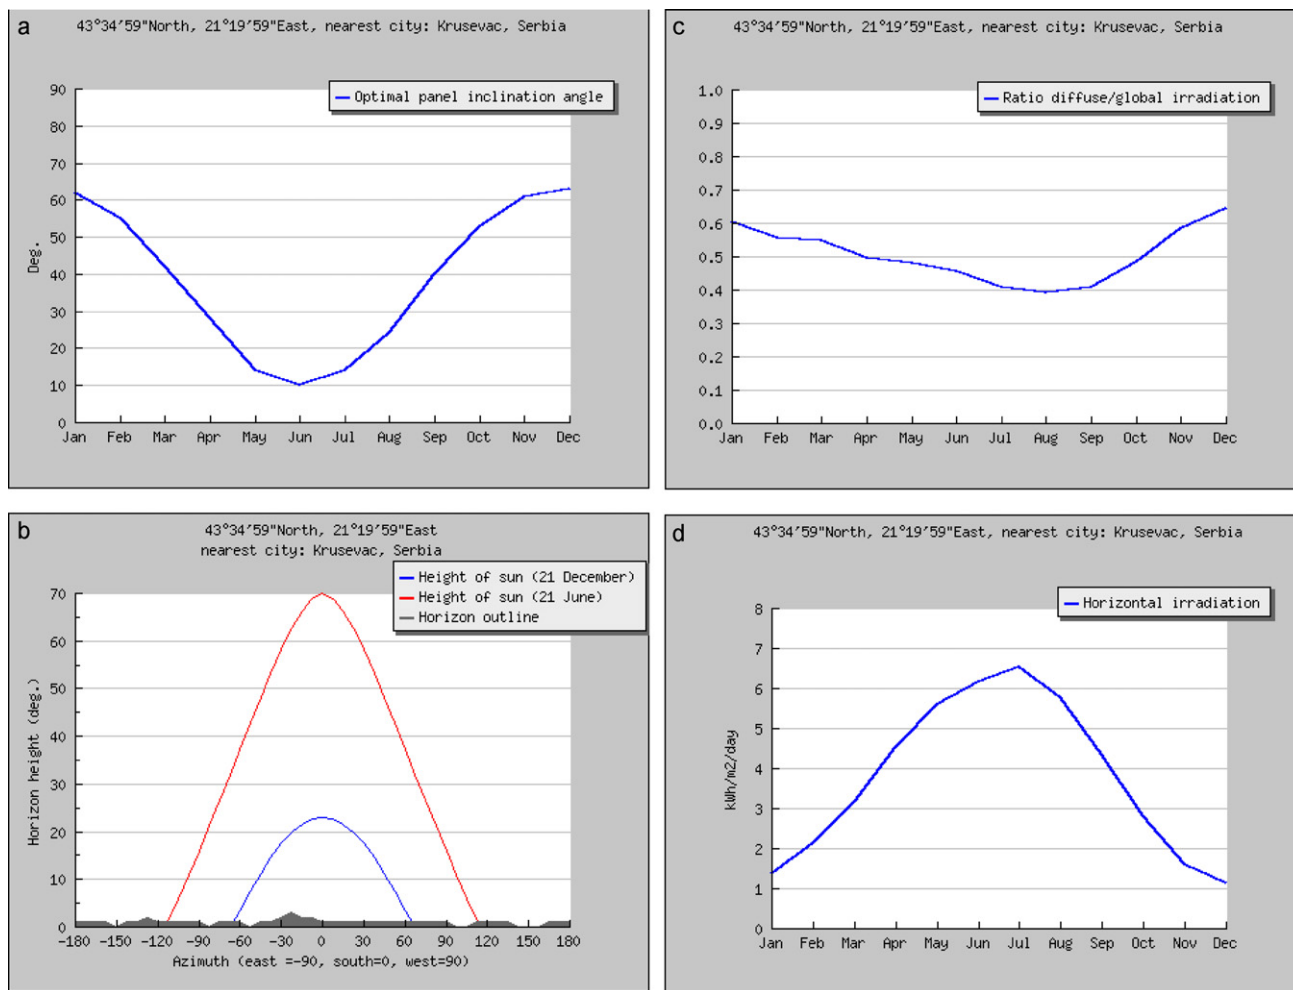 a
43°34'59"North, 21°19'59"East, nearest city: Krusevac, Serbia
Optimal panel inclination angle
90
80
70
60
50
40
30
20
10
0
Deg.
Jan Feb Mar Apr May Jun Jul Aug Sep Oct Nov Dec
c
43°34'59"North, 21°19'59"East, nearest city: Krusevac, Serbia
Ratio diffuse/global irradiation
1.0
0.9
0.8
0.7
0.6
0.5
0.4
0.3
0.2
0.1
0.0
Jan Feb Mar Apr May Jun Jul Aug Sep Oct Nov Dec
b
43°34'59"North, 21°19'59"East
nearest city: Krusevac, Serbia
Height of sun (21 December)
Height of sun (21 June)
Horizon outline
70
60
50
40
30
20
10
0
Horizon height (deg.)
-180 -150 -120 -90 -60 -30 0 30 60 90 120 150 180
Azimuth (east =-90, south=0, west=90)
d
43°34'59"North, 21°19'59"East, nearest city: Krusevac, Serbia
Horizontal irradiation
8
7
6
5
4
3
2
1
0
kWh/m2/day
Jan Feb Mar Apr May Jun Jul Aug Sep Oct Nov Dec